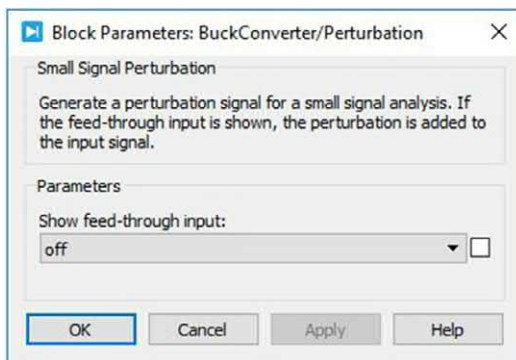 Block Parameters: BuckConverter/Perturbation
Small Signal Perturbation
Generate a perturbation signal for a small signal analysis. If
the feed-through input is shown, the perturbation is added to
the input signal.
Parameters
Show feed-through input:
off
OK Cancel Apply Help